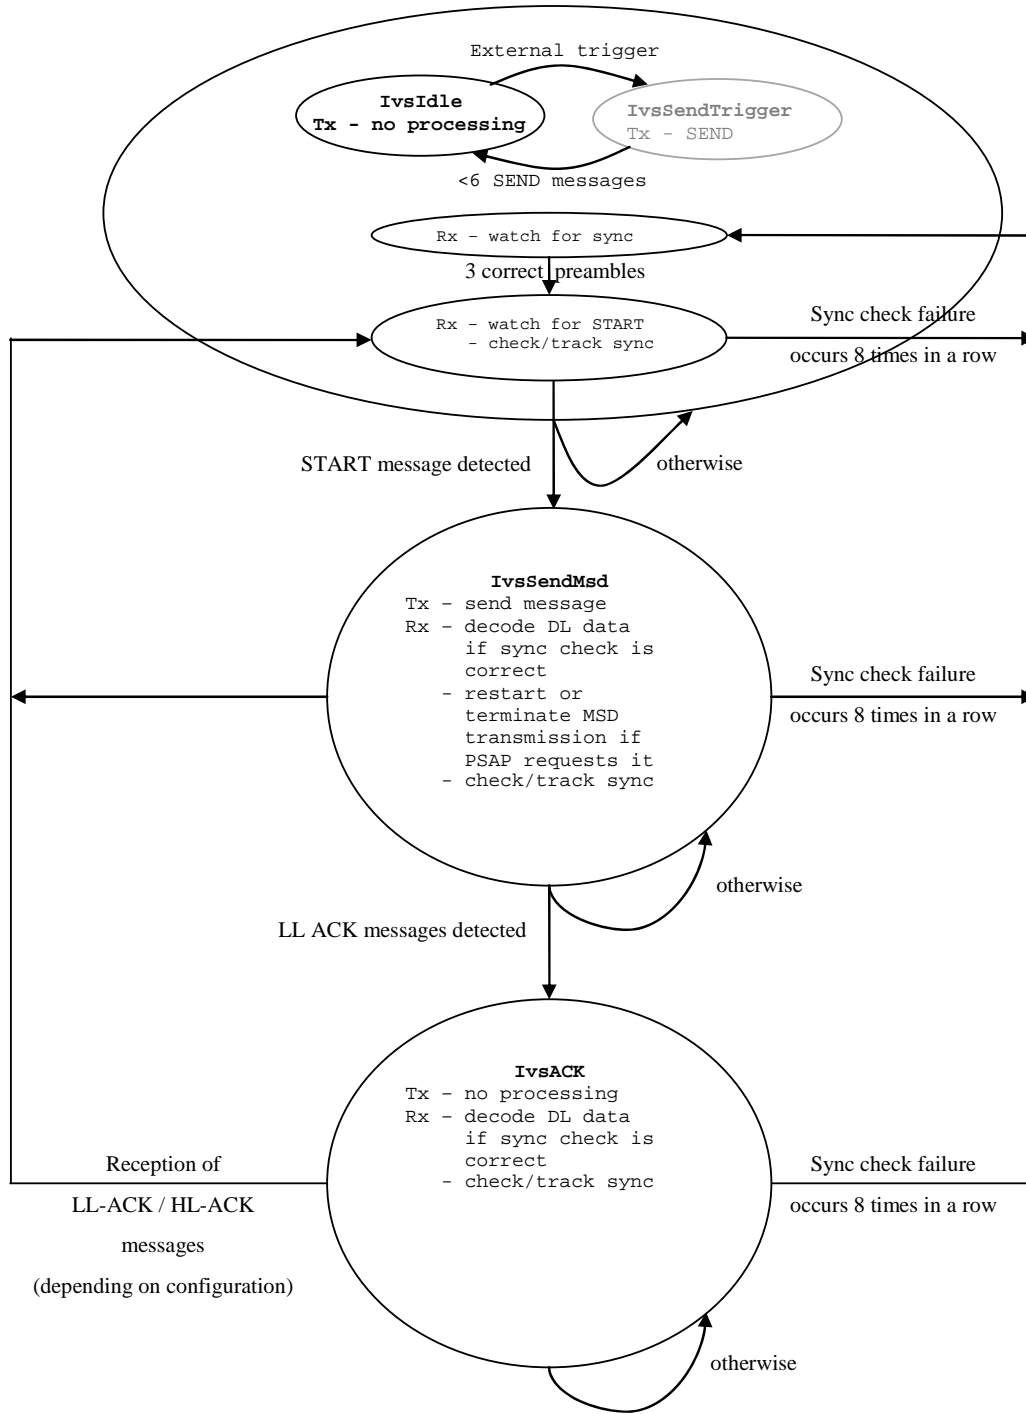 External trigger
IvsIdle
Tx - no processing
IvsSendTrigger
Tx - SEND
<6 SEND messages
Rx – watch for sync
3 correct preambles
Rx – watch for START
- check/track sync
Sync check failure
occurs 8 times in a row
START message detected
otherwise
IvsSendMsd
Tx – send message
Rx – decode DL data
if sync check is
correct
- restart or
terminate MSD
transmission if
PSAP requests it
- check/track sync
Sync check failure
occurs 8 times in a row
otherwise
LL ACK messages detected
IvsACK
Tx – no processing
Rx – decode DL data
if sync check is
correct
- check/track sync
Reception of
LL-ACK / HL-ACK
messages
(depending on configuration)
Sync check failure
occurs 8 times in a row
otherwise